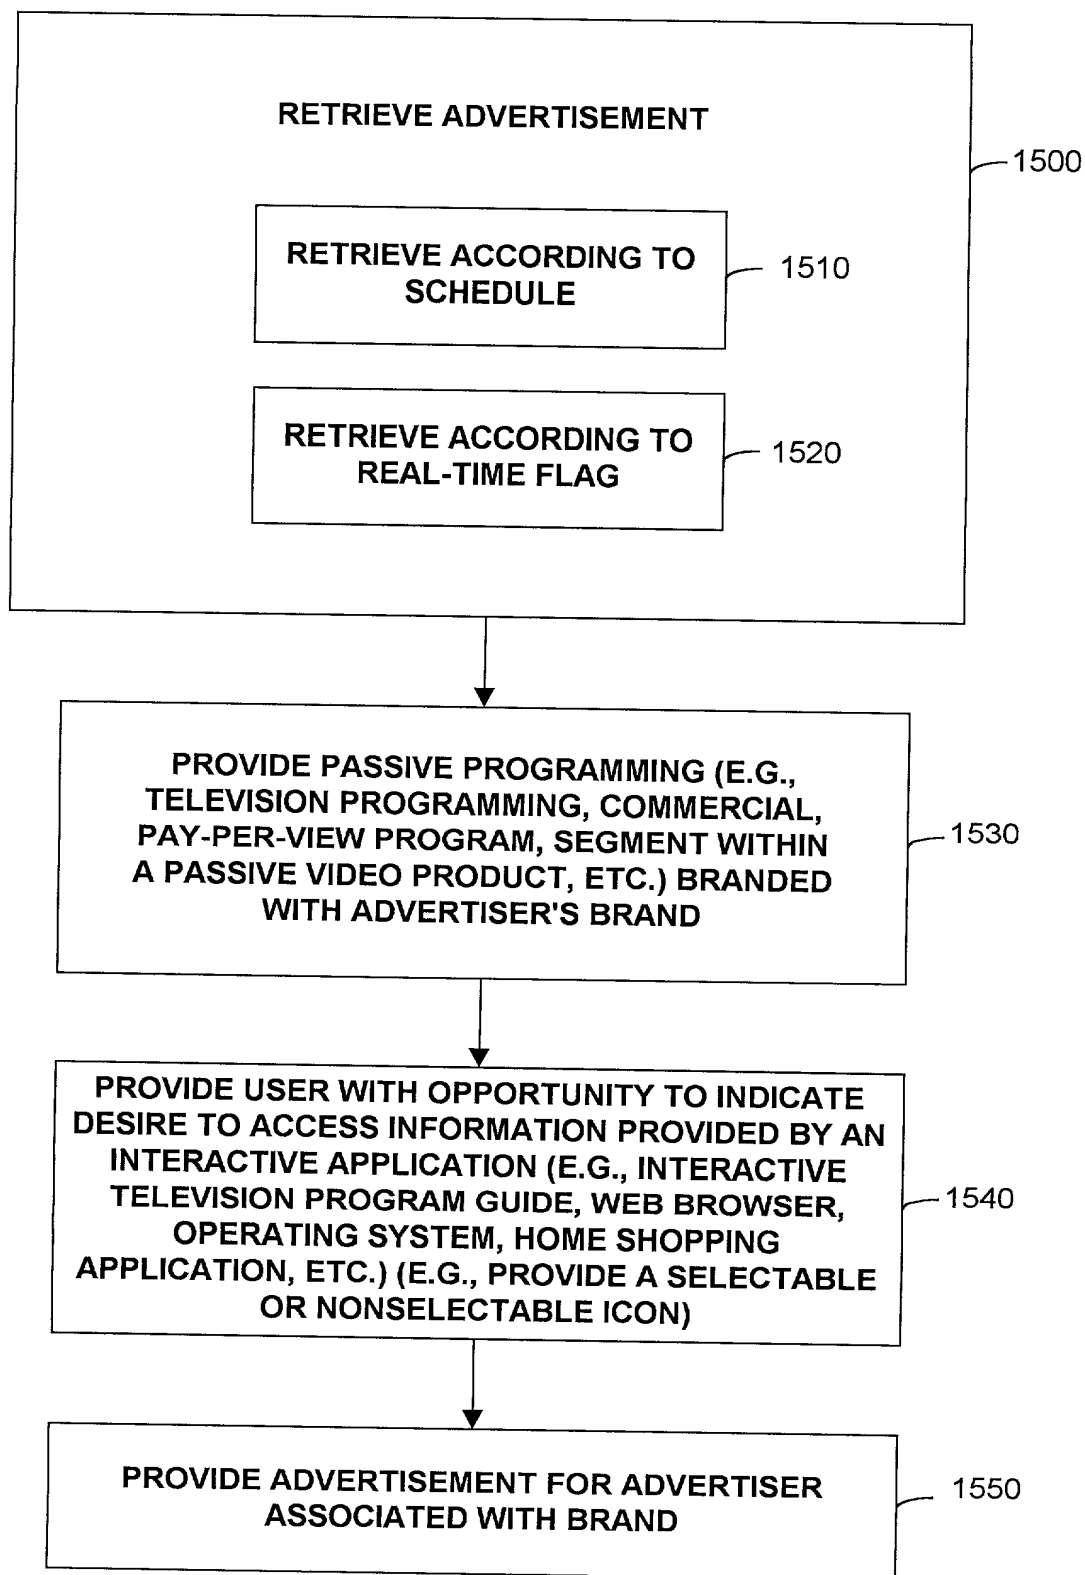 RETRIEVE ADVERTISEMENT
1500
RETRIEVE ACCORDING TO
SCHEDULE
1510
RETRIEVE ACCORDING TO
REAL-TIME FLAG
1520
PROVIDE PASSIVE PROGRAMMING (E.G.,
TELEVISION PROGRAMMING, COMMERCIAL,
PAY-PER-VIEW PROGRAM, SEGMENT WITHIN
A PASSIVE VIDEO PRODUCT, ETC.) BRANDED
WITH ADVERTISER'S BRAND
1530
PROVIDE USER WITH OPPORTUNITY TO INDICATE
DESIRE TO ACCESS INFORMATION PROVIDED BY AN
INTERACTIVE APPLICATION (E.G., INTERACTIVE
TELEVISION PROGRAM GUIDE, WEB BROWSER,
OPERATING SYSTEM, HOME SHOPPING
APPLICATION, ETC.) (E.G., PROVIDE A SELECTABLE
OR NONSELECTABLE ICON)
1540
PROVIDE ADVERTISEMENT FOR ADVERTISER
ASSOCIATED WITH BRAND
1550